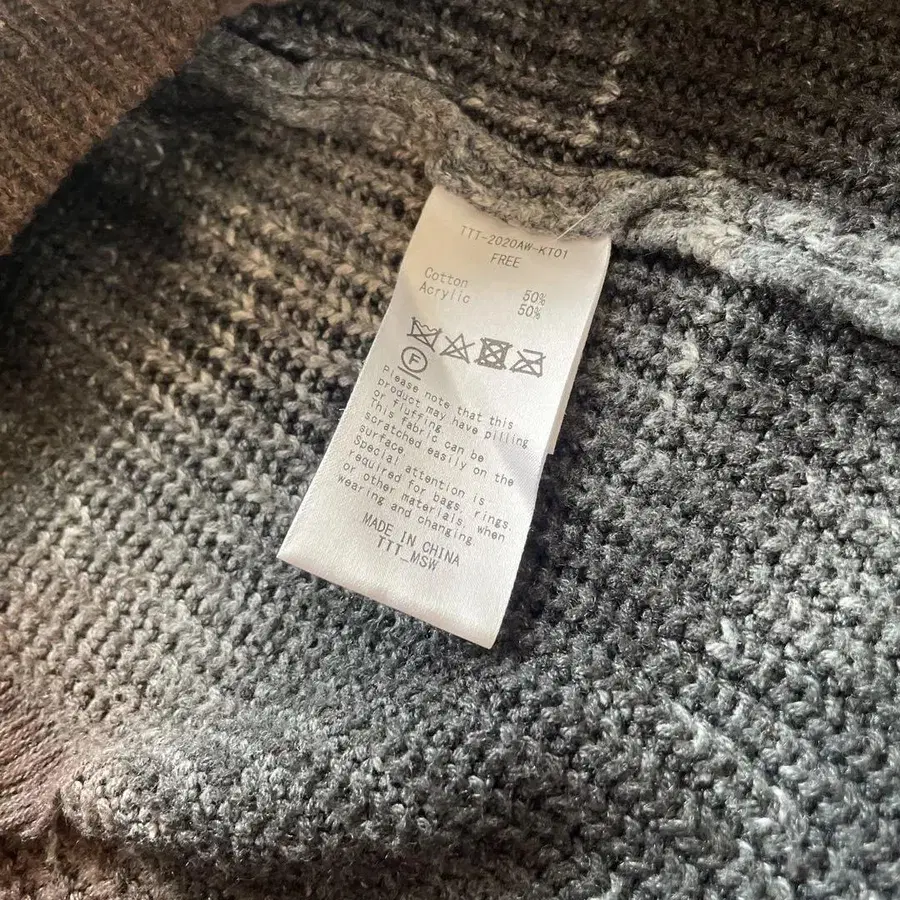 TTT-2020AW-KT01
FREE
Cotton 50%
Acrylic 50%
F
Please note that this
product may have pilling
or fluffing.
This fabric can be
scratched easily on the
surface.
Special attention is
required for bags, rings,
or other materials, when
wearing and changing.
MADE IN CHINA
TTT_MSW